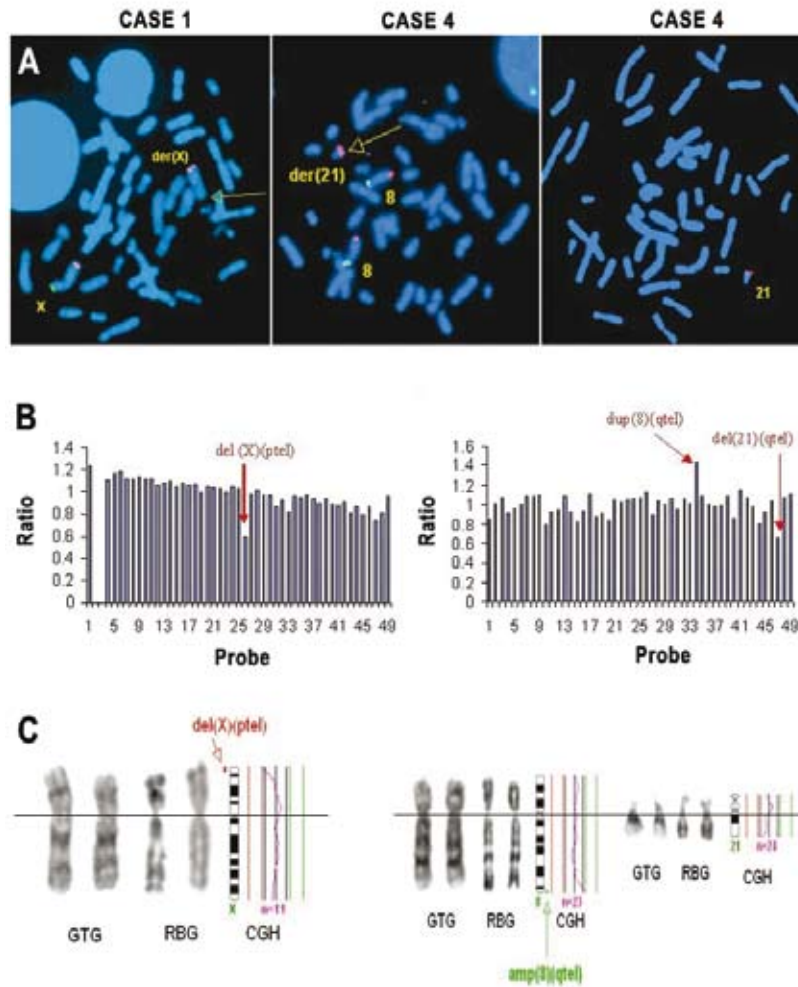 CASE 1
CASE 4
CASE 4
A
der(X)
X
der(21)
8
8
21
B
del (X)(ptel)
Ratio
1.4
1.2
1
0.8
0.6
0.4
0.2
0
1 5 9 13 17 21 25 29 33 37 41 45 49
Probe
dup(8)(qtel)
del(21)(qtel)
Ratio
1.6
1.4
1.2
1
0.8
0.6
0.4
0.2
0
1 5 9 13 17 21 25 29 33 37 41 45 49
Probe
C
del(X)(ptel)
X
n=11
GTG
RBG
CGH
8
n=23
GTG
RBG
CGH
amp(8)(qtel)
21
GTG
RBG
CGH